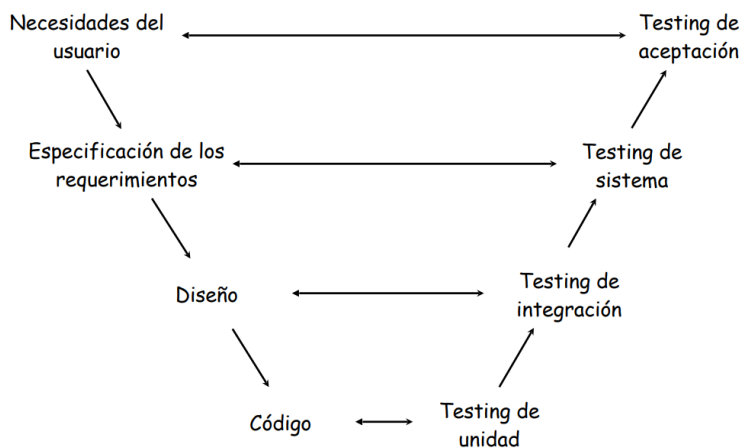 Necesidades del
usuario
Testing de
aceptación
Especificación de los
requerimientos
Testing de
sistema
Diseño
Testing de
integración
Código
Testing de
unidad